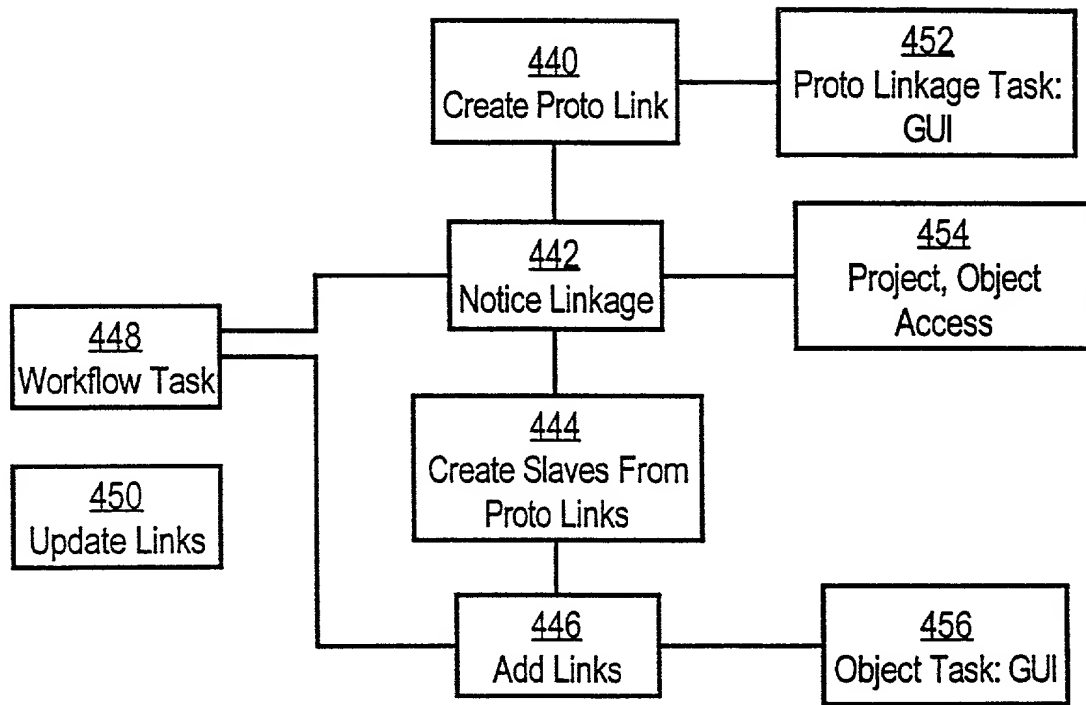 440
Create Proto Link
452
Proto Linkage Task:
GUI
442
Notice Linkage
454
Project, Object
Access
448
Workflow Task
444
Create Slaves From
Proto Links
450
Update Links
446
Add Links
456
Object Task: GUI